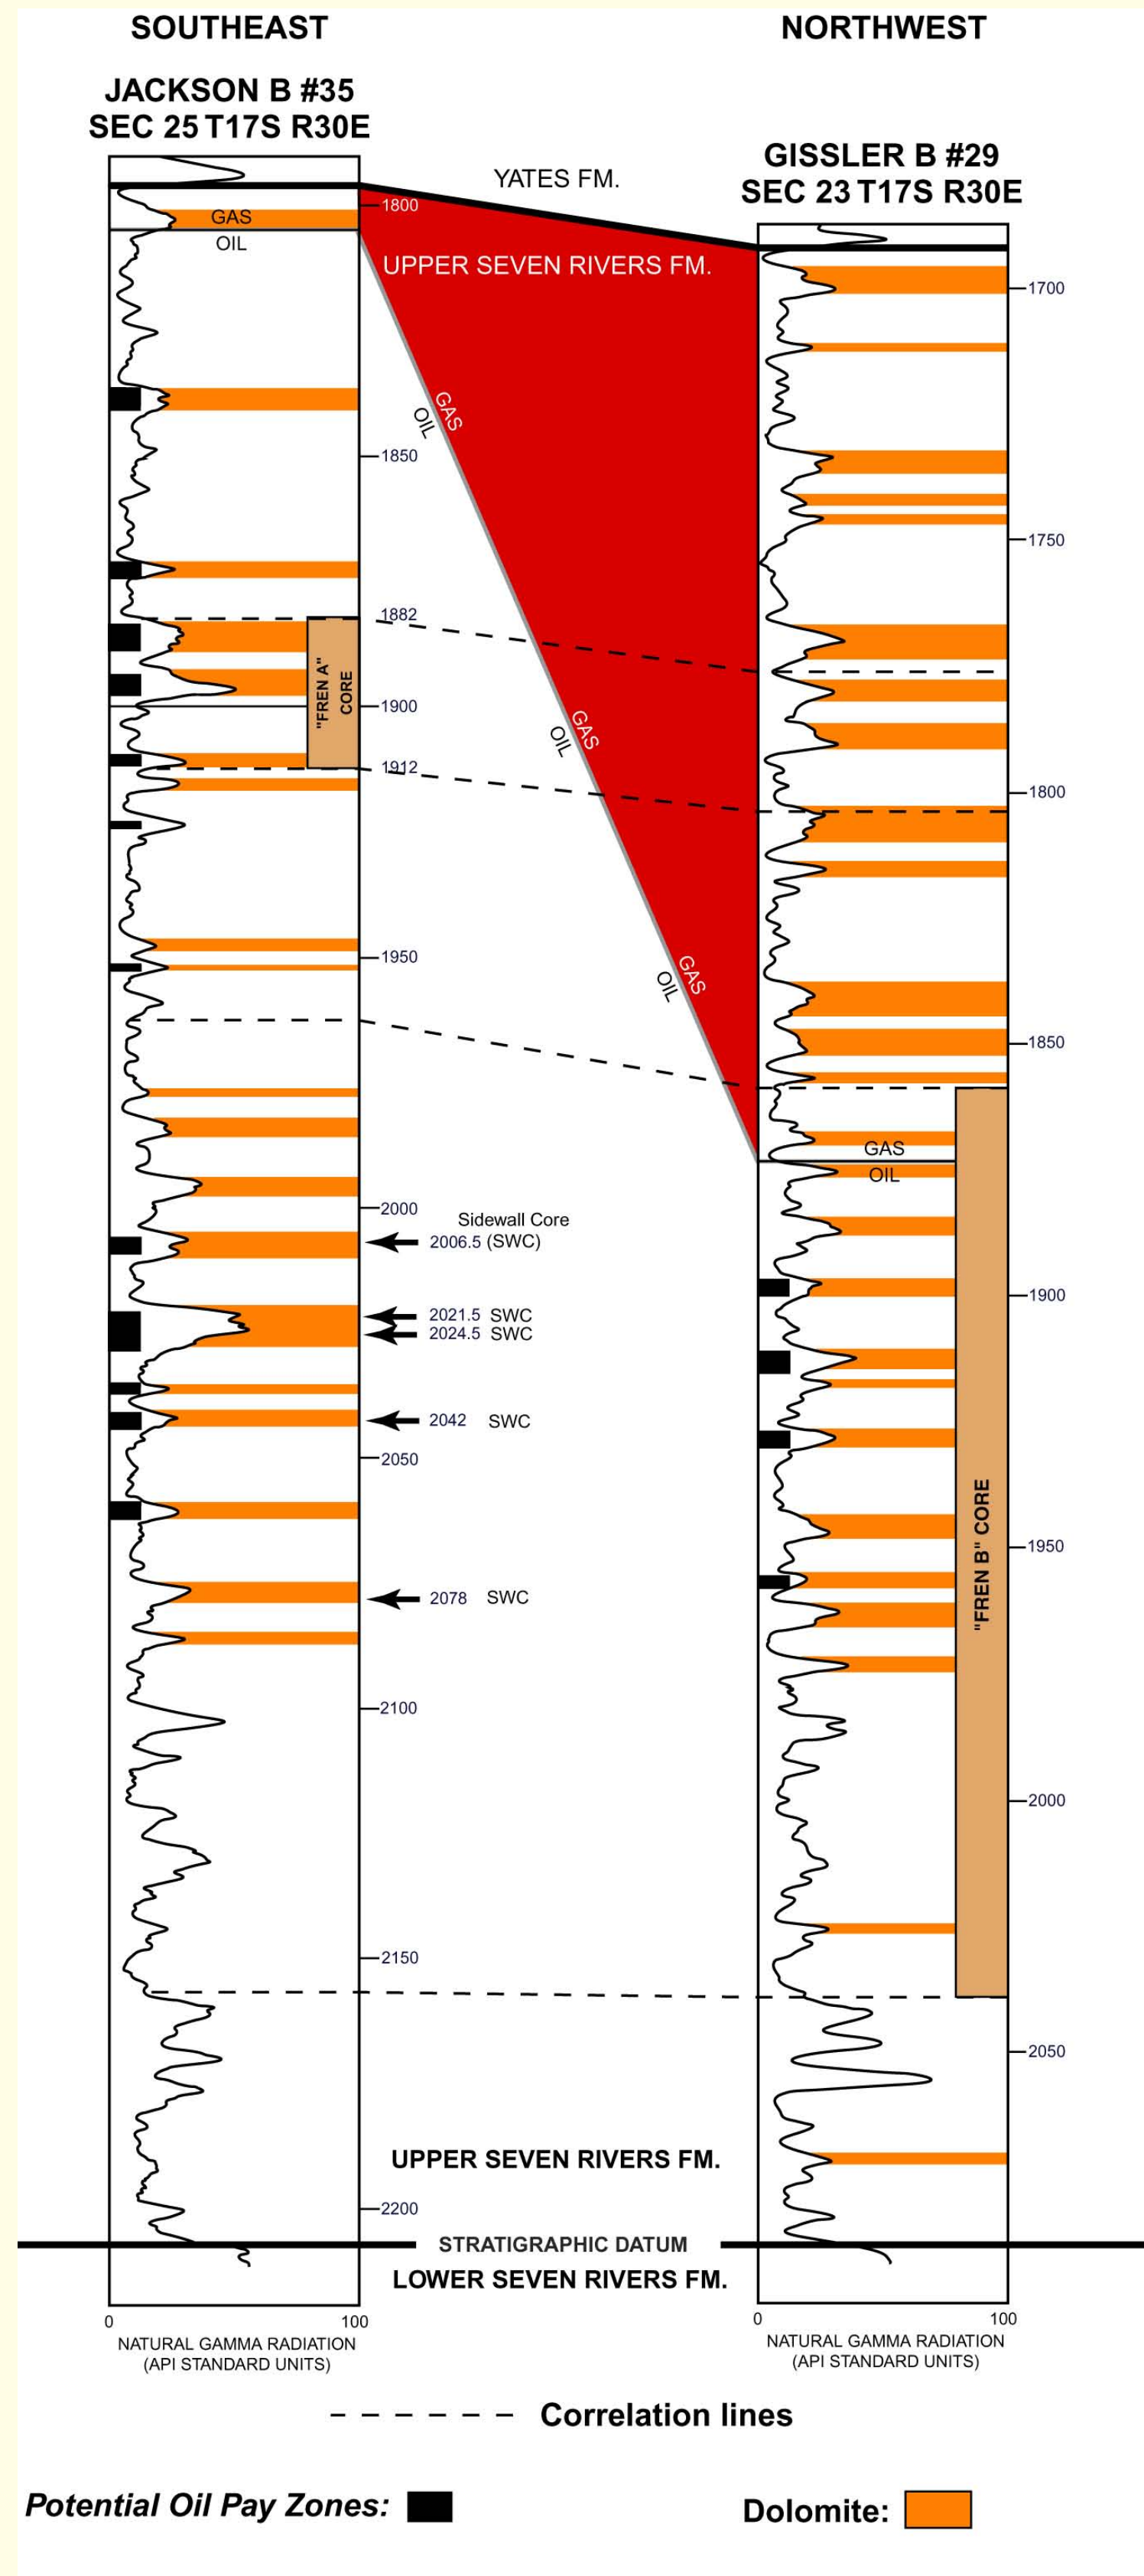 SOUTHEAST
NORTHWEST
JACKSON B #35
SEC 25 T17S R30E
GISSLER B #29
SEC 23 T17S R30E
YATES FM.
GAS
OIL
1800
UPPER SEVEN RIVERS FM.
1700
GAS
OIL
1850
1750
1882
"FREN A"
CORE
GAS
OIL
1900
1912
1800
1950
GAS
OIL
1850
GAS
OIL
2000
Sidewall Core
2006.5 (SWC)
1900
2021.5 SWC
2024.5 SWC
2042 SWC
2050
"FREN B" CORE
1950
2078 SWC
2100
2000
2150
2050
UPPER SEVEN RIVERS FM.
2200
STRATIGRAPHIC DATUM
LOWER SEVEN RIVERS FM.
0 100
NATURAL GAMMA RADIATION
(API STANDARD UNITS)
0 100
NATURAL GAMMA RADIATION
(API STANDARD UNITS)
Correlation lines
Potential Oil Pay Zones:
Dolomite: